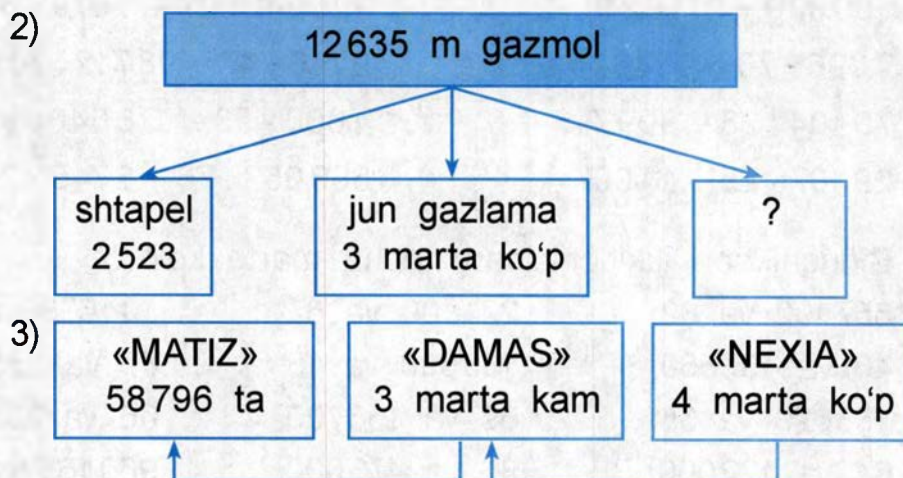 2)
12635 m gazmol
shtapel
2523
jun gazlama
3 marta ko‘p
?
3)
«MATIZ»
58796 ta
«DAMAS»
3 marta kam
«NEXIA»
4 marta ko‘p